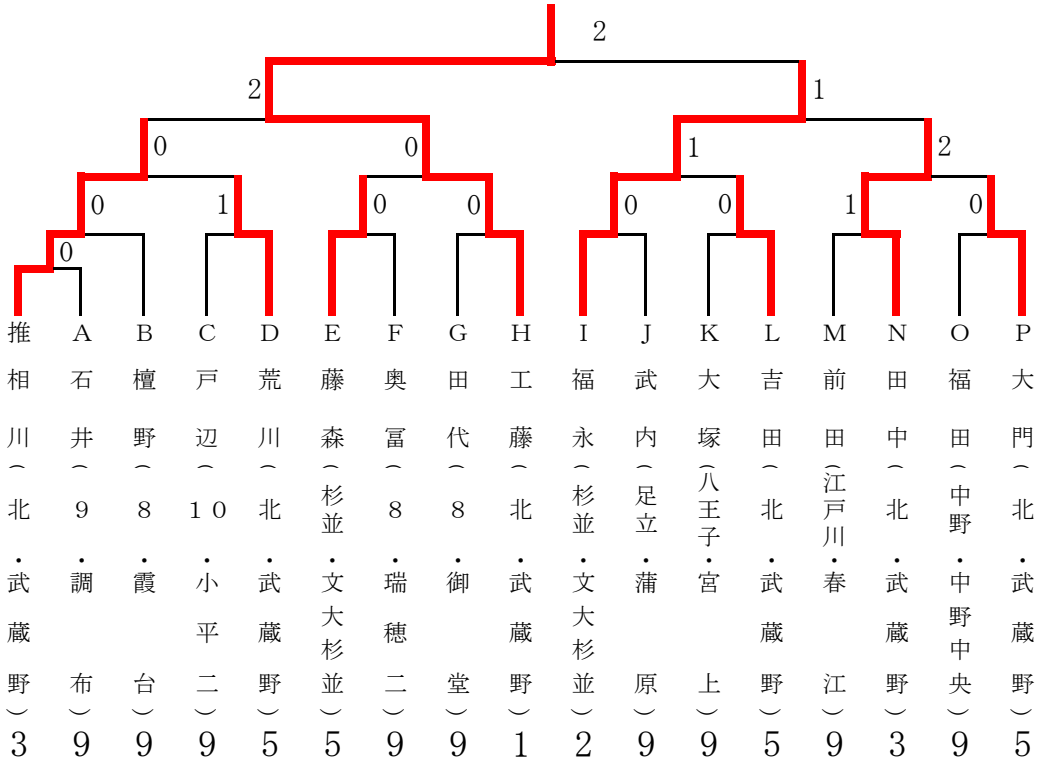 2
2
1
0
0
1
2
0
1
0
0
0
0
1
0
0
推 A B C D E F G H I J K L M N O P
相川(北・武蔵野)
石井(9・調布)
檀野(8・霞台)
戸辺(10・小平二)
荒川(北・武蔵野)
藤森(杉並・文大杉並)
奥冨(8・瑞穂二)
田代(8・御堂)
工藤(北・武蔵野)
福永(杉並・文大杉並)
武内(足立・蒲原)
大塚(八王子・宮上)
吉田(北・武蔵野)
前田(江戸川・春江)
田中(北・武蔵野)
福田(中野・中野中央)
大門(北・武蔵野)
3 9 9 9 5 5 9 9 1 2 9 9 5 9 3 9 5